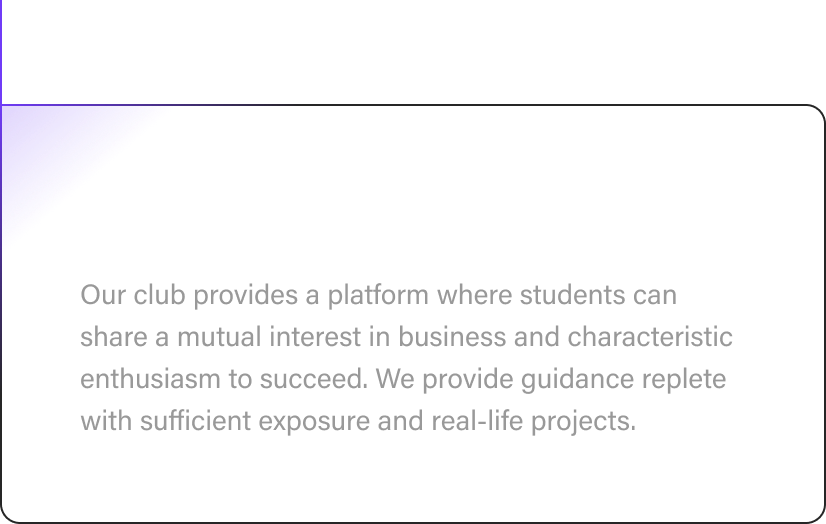 Our club provides a platform where students can
share a mutual interest in business and characteristic
enthusiasm to succeed. We provide guidance replete
with sufficient exposure and real-life projects.